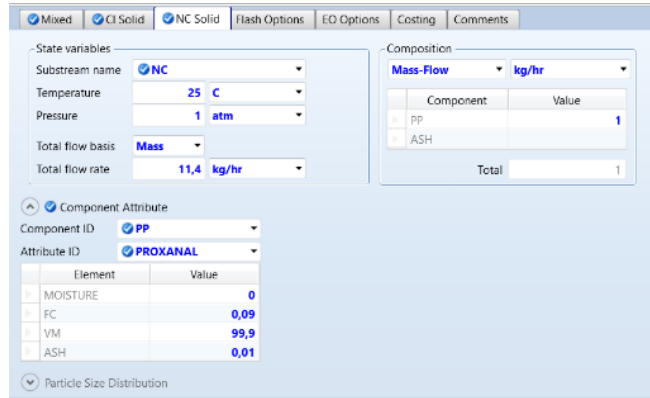 Mixed CI Solid NC Solid Flash Options EO Options Costing Comments
State variables
Substream name NC
Temperature 25 C
Pressure 1 atm
Total flow basis Mass
Total flow rate 11,4 kg/hr
Composition
Mass-Flow kg/hr
Component Value
PP 1
ASH
Total 1
Component Attribute
Component ID PP
Attribute ID PROXANAL
Element Value
MOISTURE 0
FC 0,09
VM 99,9
ASH 0,01
Particle Size Distribution